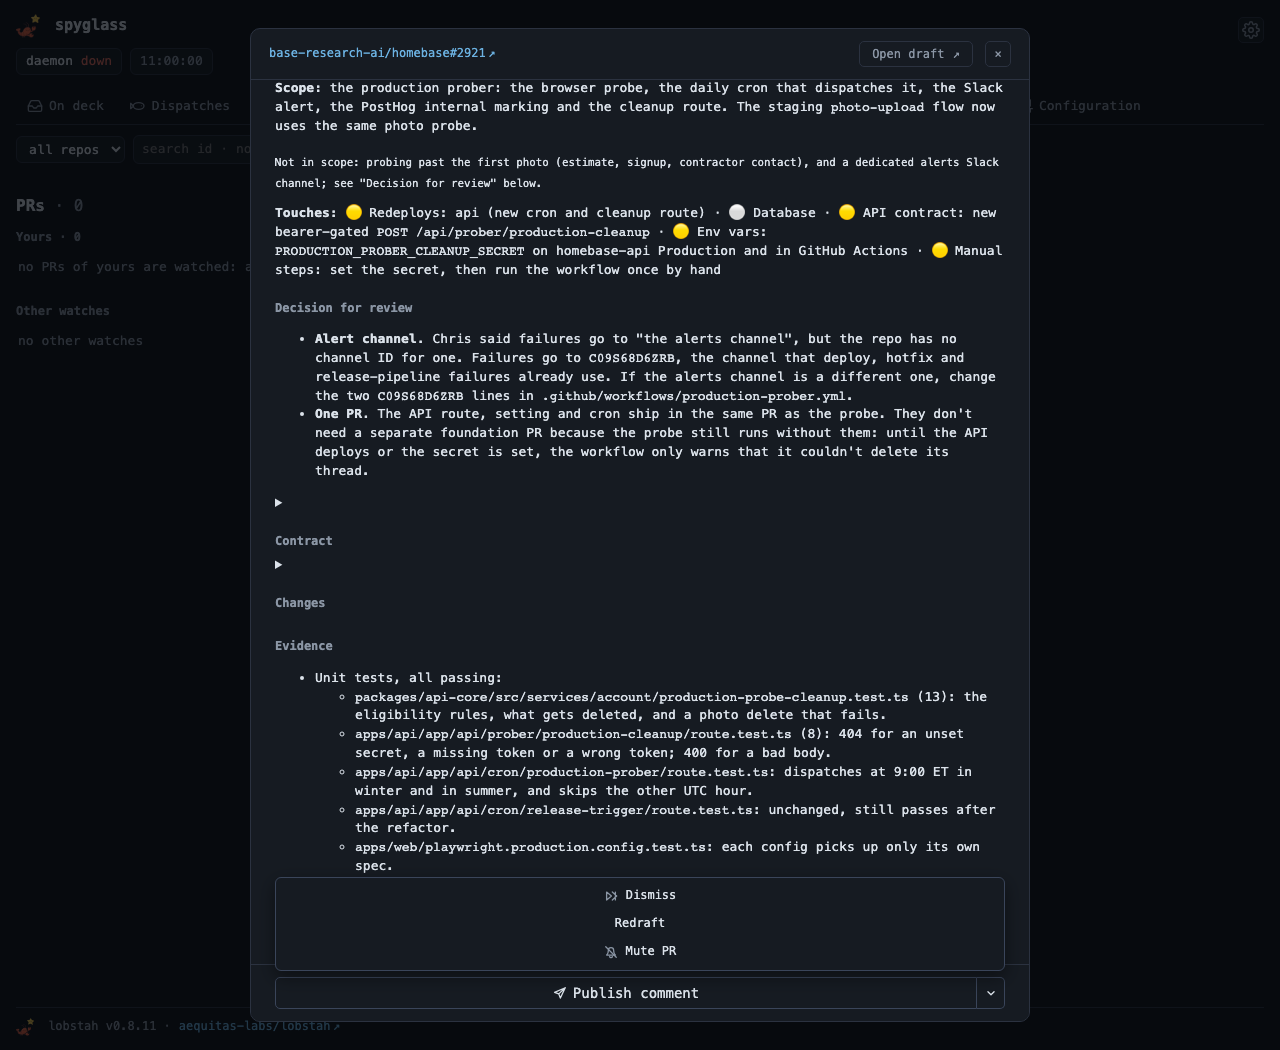 spyglass
daemon down
11:00:00
On deck
Dispatches
Configuration
all repos
search id · no
PRs · 0
Yours · 0
no PRs of yours are watched: a
Other watches
no other watches
base-research-ai/homebase#2921↗
Open draft ↗
×
Scope: the production prober: the browser probe, the daily cron that dispatches it, the Slack
alert, the PostHog internal marking and the cleanup route. The staging photo-upload flow now
uses the same photo probe.
Not in scope: probing past the first photo (estimate, signup, contractor contact), and a dedicated alerts Slack
channel; see "Decision for review" below.
Touches: 🟡 Redeploys: api (new cron and cleanup route) · ⚪ Database · 🟡 API contract: new
bearer-gated POST /api/prober/production-cleanup · 🟡 Env vars:
PRODUCTION_PROBER_CLEANUP_SECRET on homebase-api Production and in GitHub Actions · 🟡 Manual
steps: set the secret, then run the workflow once by hand
Decision for review
• Alert channel. Chris said failures go to "the alerts channel", but the repo has no
channel ID for one. Failures go to C09S68D6ZRB, the channel that deploy, hotfix and
release-pipeline failures already use. If the alerts channel is a different one, change
the two C09S68D6ZRB lines in .github/workflows/production-prober.yml.
• One PR. The API route, setting and cron ship in the same PR as the probe. They don't
need a separate foundation PR because the probe still runs without them: until the API
deploys or the secret is set, the workflow only warns that it couldn't delete its
thread.
Contract
Changes
Evidence
• Unit tests, all passing:
◦ packages/api-core/src/services/account/production-probe-cleanup.test.ts (13): the
eligibility rules, what gets deleted, and a photo delete that fails.
◦ apps/api/app/api/prober/production-cleanup/route.test.ts (8): 404 for an unset
secret, a missing token or a wrong token; 400 for a bad body.
◦ apps/api/app/api/cron/production-prober/route.test.ts: dispatches at 9:00 ET in
winter and in summer, and skips the other UTC hour.
◦ apps/api/app/api/cron/release-trigger/route.test.ts: unchanged, still passes after
the refactor.
◦ apps/web/playwright.production.config.test.ts: each config picks up only its own
spec.
Dismiss
Redraft
Mute PR
Publish comment
lobstah v0.8.11 · aequitas-labs/lobstah↗